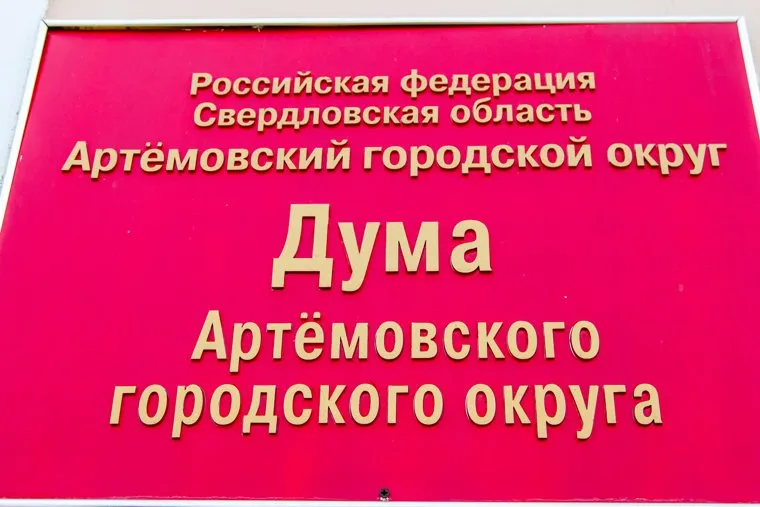 Российская федерация
Свердловская область
Артёмовский городской округ
Дума
Артёмовского
городского округа